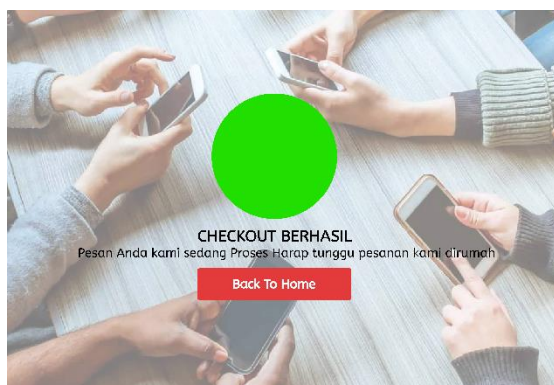 CHECKOUT BERHASIL
Pesan Anda kami sedang Proses Harap tunggu pesanan kami dirumah
Back To Home